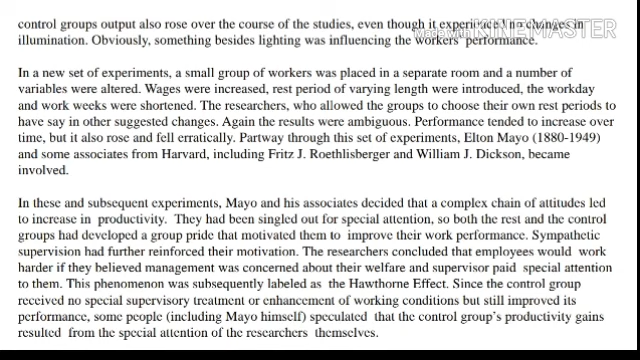 control groups output also rose over the course of the studies, even though it experienced no changes in
Made with KINEMASTER
illumination. Obviously, something besides lighting was influencing the workers' performance.
In a new set of experiments, a small group of workers was placed in a separate room and a number of
variables were altered. Wages were increased, rest period of varying length were introduced, the workday
and work weeks were shortened. The researchers, who allowed the groups to choose their own rest periods to
have say in other suggested changes. Again the results were ambiguous. Performance tended to increase over
time, but it also rose and fell erratically. Partway through this set of experiments, Elton Mayo (1880-1949)
and some associates from Harvard, including Fritz J. Roethlisberger and William J. Dickson, became
involved.
In these and subsequent experiments, Mayo and his associates decided that a complex chain of attitudes led
to increase in productivity. They had been singled out for special attention, so both the rest and the control
groups had developed a group pride that motivated them to improve their work performance. Sympathetic
supervision had further reinforced their motivation. The researchers concluded that employees would work
harder if they believed management was concerned about their welfare and supervisor paid special attention
to them. This phenomenon was subsequently labeled as the Hawthorne Effect. Since the control group
received no special supervisory treatment or enhancement of working conditions but still improved its
performance, some people (including Mayo himself) speculated that the control group's productivity gains
resulted from the special attention of the researchers themselves.